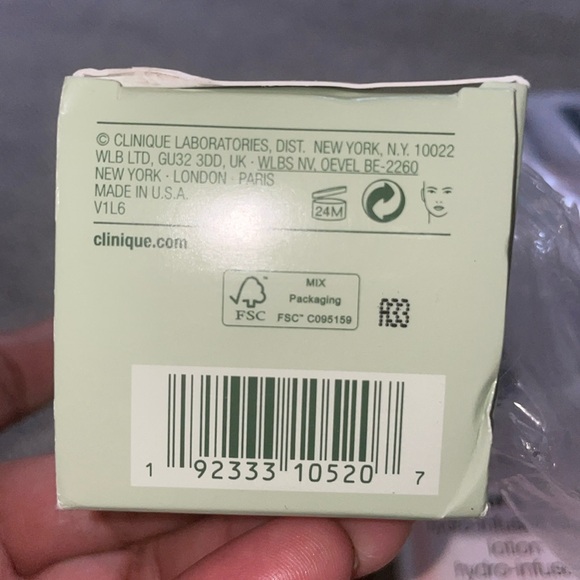 © CLINIQUE LABORATORIES, DIST. NEW YORK, N.Y. 10022
WLB LTD, GU32 3DD, UK · WLBS NV, OEVEL BE-2260
NEW YORK · LONDON · PARIS
MADE IN U.S.A.
V1L6
24M
clinique.com
MIX
Packaging
FSC
FSC™ C095159
A33
1 92333 10520 7
lotion